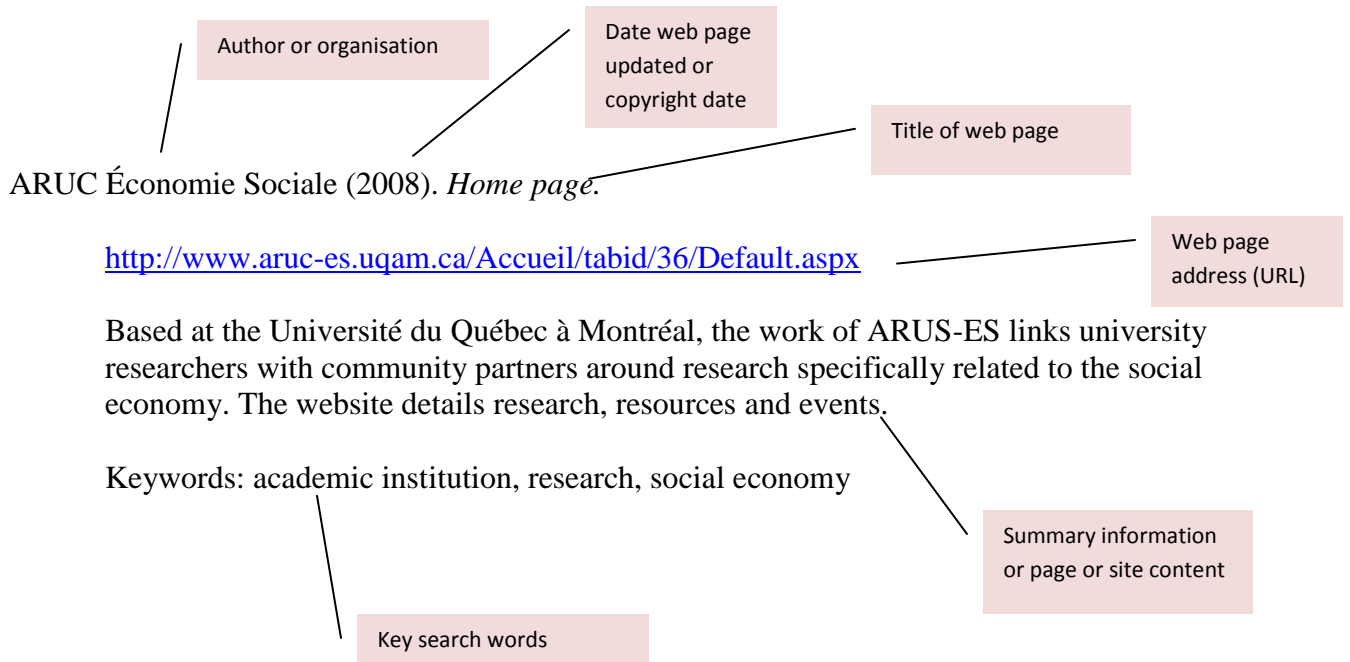 Author or organisation
Date web page
updated or
copyright date
Title of web page
ARUC Économie Sociale (2008). Home page.
http://www.aruc-es.uqam.ca/Accueil/tabid/36/Default.aspx
Web page
address (URL)
Based at the Université du Québec à Montréal, the work of ARUS-ES links university
researchers with community partners around research specifically related to the social
economy. The website details research, resources and events.
Keywords: academic institution, research, social economy
Summary information
or page or site content
Key search words